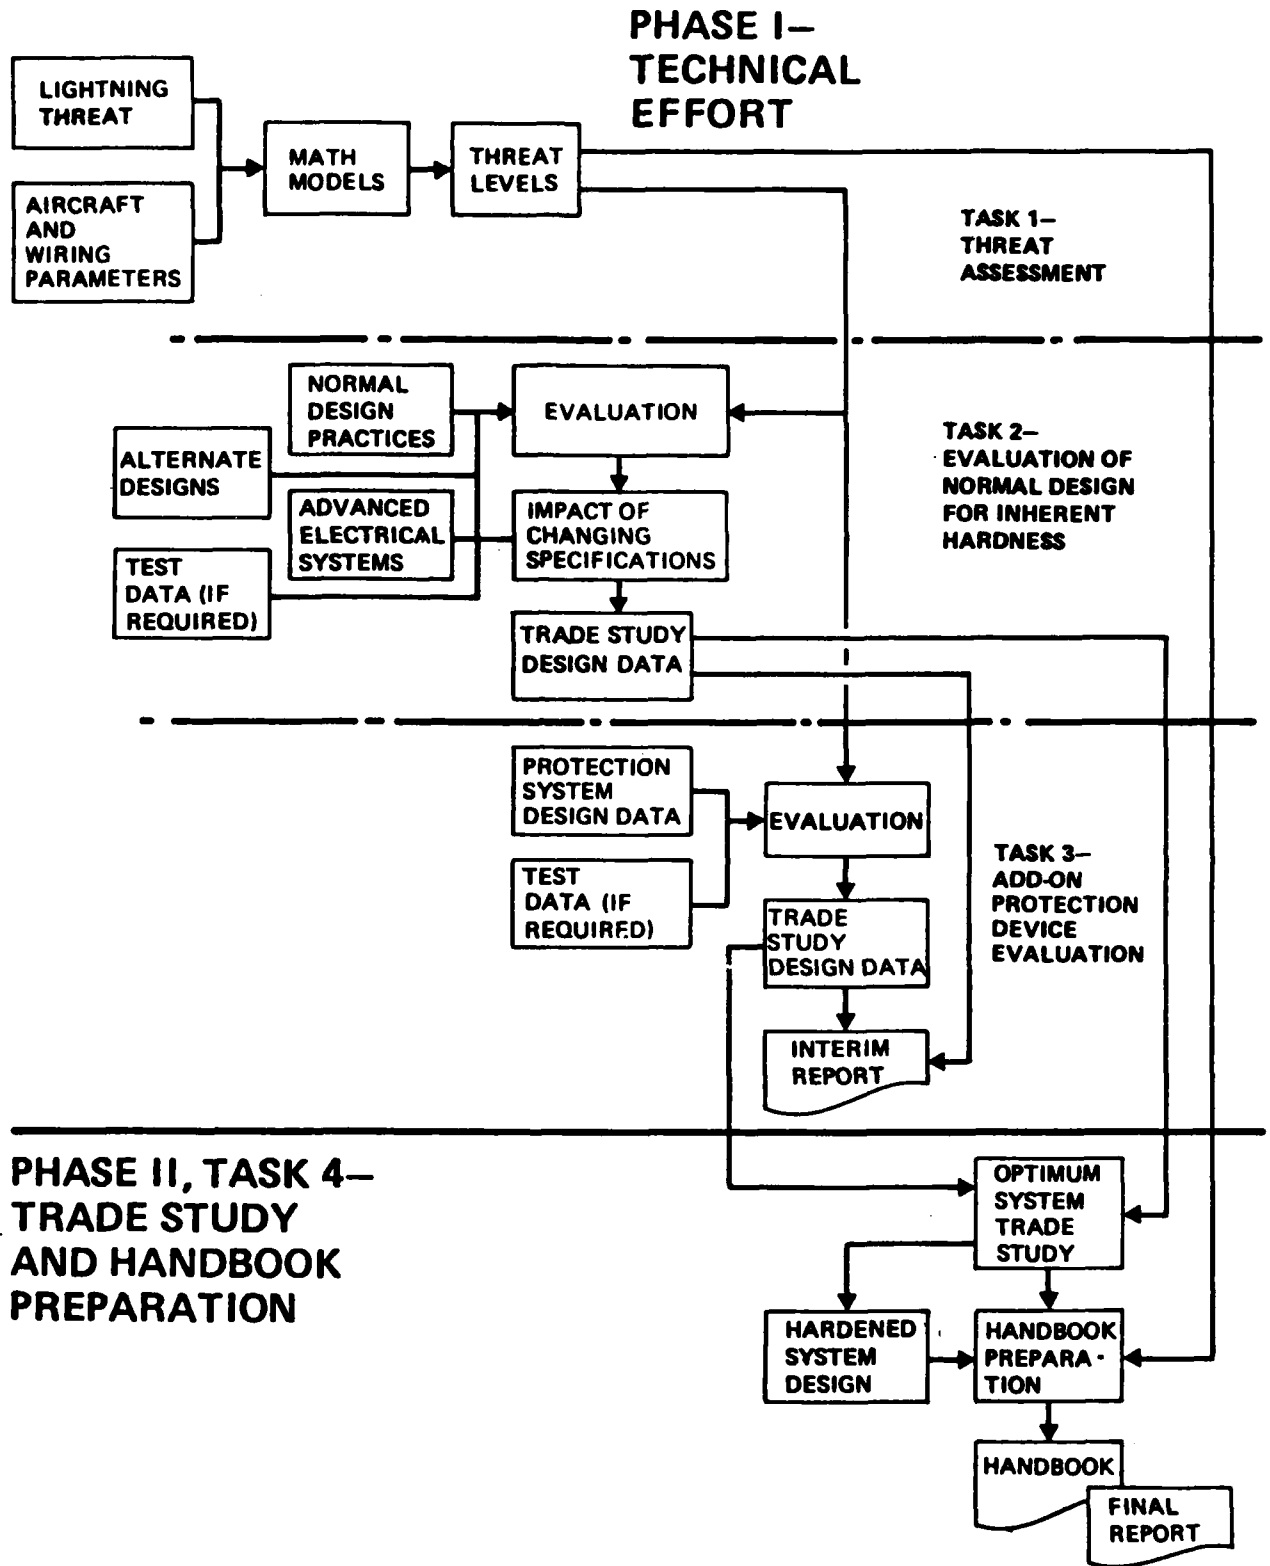 PHASE I—
TECHNICAL
EFFORT
LIGHTNING
THREAT
AIRCRAFT
AND
WIRING
PARAMETERS
MATH
MODELS
THREAT
LEVELS
TASK 1—
THREAT
ASSESSMENT
NORMAL
DESIGN
PRACTICES
ALTERNATE
DESIGNS
ADVANCED
ELECTRICAL
SYSTEMS
TEST
DATA (IF
REQUIRED)
EVALUATION
IMPACT OF
CHANGING
SPECIFICATIONS
TRADE STUDY
DESIGN DATA
TASK 2—
EVALUATION OF
NORMAL DESIGN
FOR INHERENT
HARDNESS
PROTECTION
SYSTEM
DESIGN DATA
TEST
DATA (IF
REQUIRED)
EVALUATION
TRADE
STUDY
DESIGN DATA
INTERIM
REPORT
TASK 3—
ADD-ON
PROTECTION
DEVICE
EVALUATION
PHASE II, TASK 4—
TRADE STUDY
AND HANDBOOK
PREPARATION
OPTIMUM
SYSTEM
TRADE
STUDY
HARDENED
SYSTEM
DESIGN
HANDBOOK
PREPARA-
TION
HANDBOOK
FINAL
REPORT